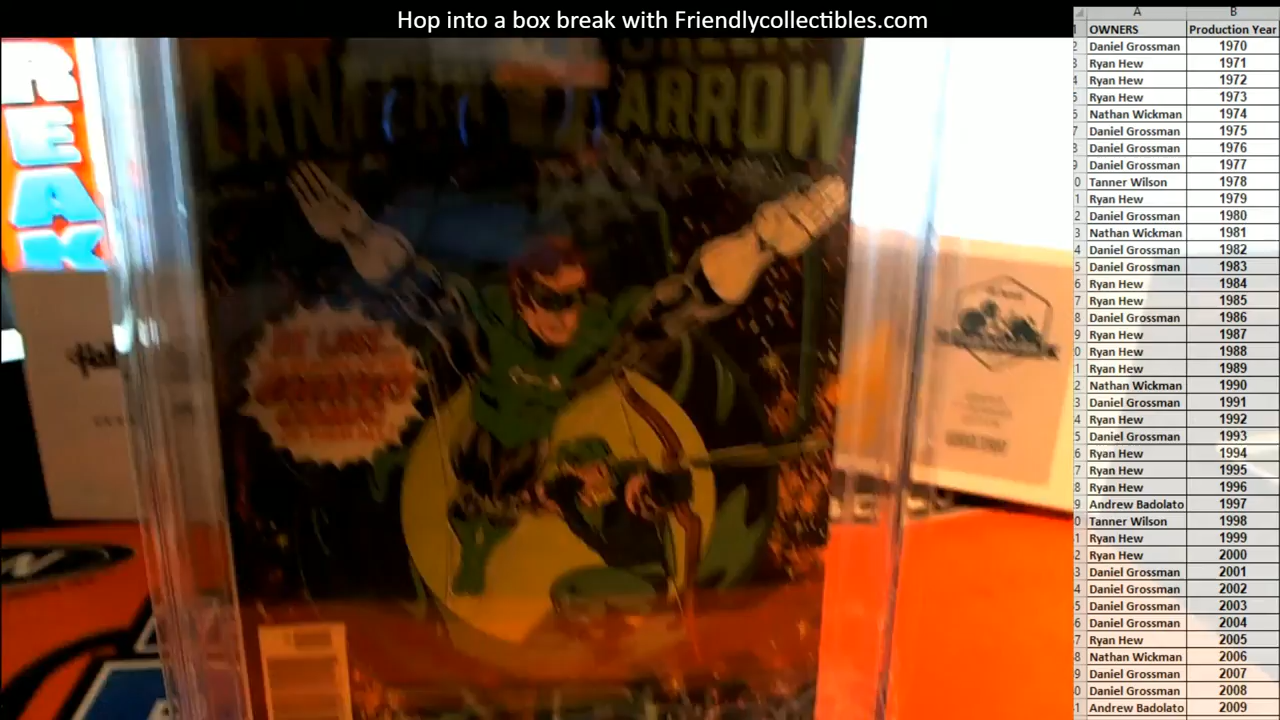 Hop into a box break with Friendlycollectibles.com
A B
OWNERS Production Year
Daniel Grossman 1970
Ryan Hew 1971
Ryan Hew 1972
Ryan Hew 1973
Nathan Wickman 1974
Daniel Grossman 1975
Daniel Grossman 1976
Daniel Grossman 1977
Tanner Wilson 1978
Ryan Hew 1979
Daniel Grossman 1980
Nathan Wickman 1981
Daniel Grossman 1982
Daniel Grossman 1983
Ryan Hew 1984
Ryan Hew 1985
Daniel Grossman 1986
Ryan Hew 1987
Ryan Hew 1988
Ryan Hew 1989
Nathan Wickman 1990
Daniel Grossman 1991
Ryan Hew 1992
Daniel Grossman 1993
Ryan Hew 1994
Ryan Hew 1995
Ryan Hew 1996
Andrew Badolato 1997
Tanner Wilson 1998
Ryan Hew 1999
Ryan Hew 2000
Daniel Grossman 2001
Daniel Grossman 2002
Daniel Grossman 2003
Daniel Grossman 2004
Ryan Hew 2005
Nathan Wickman 2006
Daniel Grossman 2007
Daniel Grossman 2008
Andrew Badolato 2009
REAK